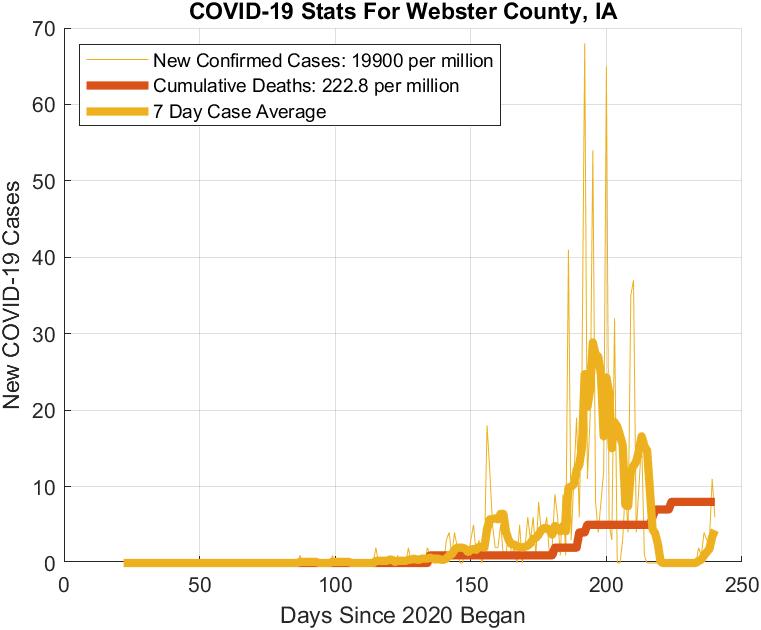 COVID-19 Stats For Webster County, IA
New Confirmed Cases: 19900 per million
Cumulative Deaths: 222.8 per million
7 Day Case Average
New COVID-19 Cases
70
60
50
40
30
20
10
0
0 50 100 150 200 250
Days Since 2020 Began